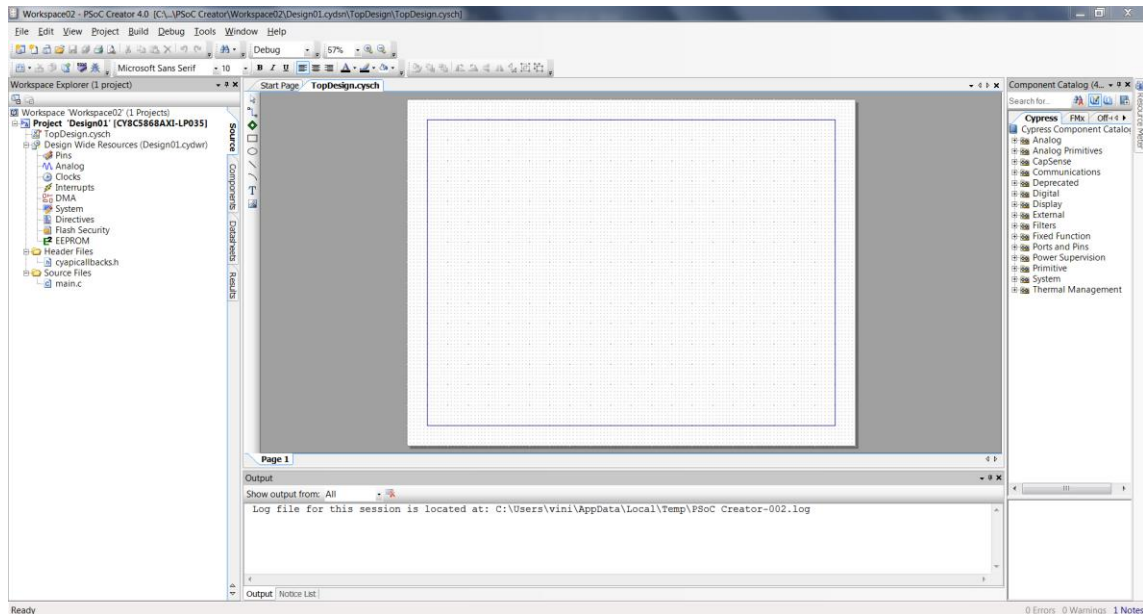 Workspace02 - PSoC Creator 4.0 [C:\...\PSoC Creator\Workspace02\Design01.cydsn\TopDesign\TopDesign.cysch]
File Edit View Project Build Debug Tools Window Help
Debug 57%
Microsoft Sans Serif 10 B I U
Workspace Explorer (1 project)
Workspace 'Workspace02' (1 Projects)
Project 'Design01' [CY8C5868AXI-LP035]
TopDesign.cysch
Design Wide Resources (Design01.cydwr)
Pins
Analog
Clocks
Interrupts
DMA
System
Directives
Flash Security
EEPROM
Header Files
cyapicallbacks.h
Source Files
main.c
Source
Components
Datasheets
Results
Start Page TopDesign.cysch
T
Page 1
Output
Show output from: All
Log file for this session is located at: C:\Users\vini\AppData\Local\Temp\PSoC Creator-002.log
Output Notice List
Component Catalog (4...
Search for...
Cypress FMx Off-
Cypress Component Catalog
Analog
Analog Primitives
CapSense
Communications
Deprecated
Digital
Display
External
Filters
Fixed Function
Ports and Pins
Power Supervision
Primitive
System
Thermal Management
Resource Meter
Ready
0 Errors 0 Warnings 1 Notes